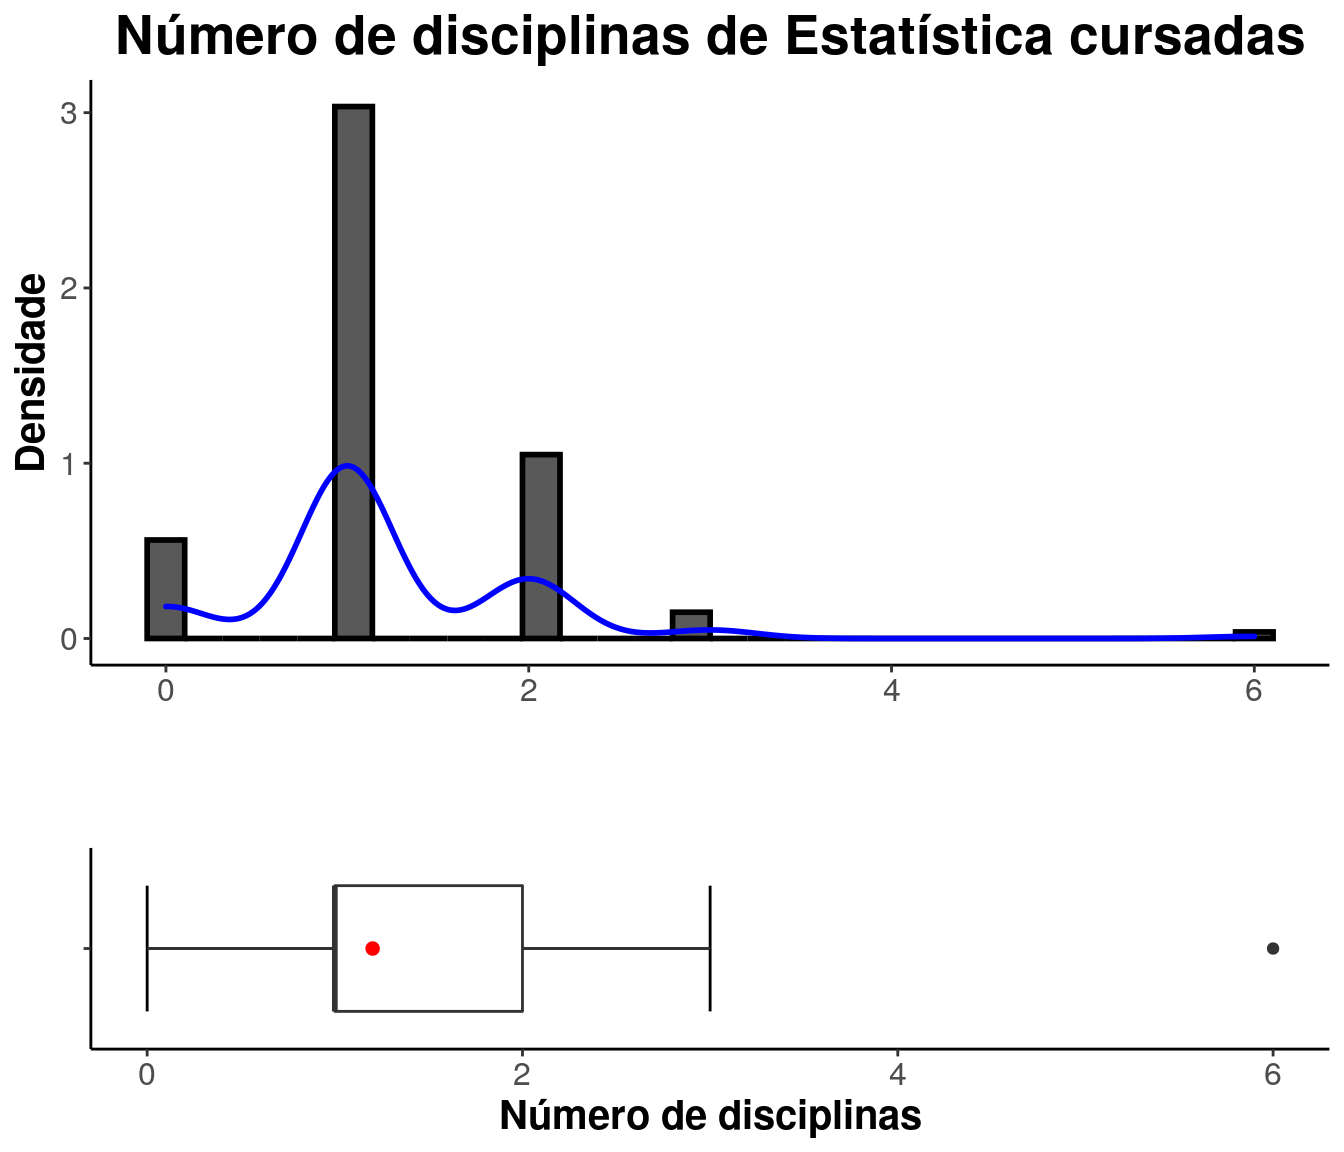 Número de disciplinas de Estatística cursadas
Densidade
3
2
1
0
0 2 4 6
0 2 4 6
Número de disciplinas